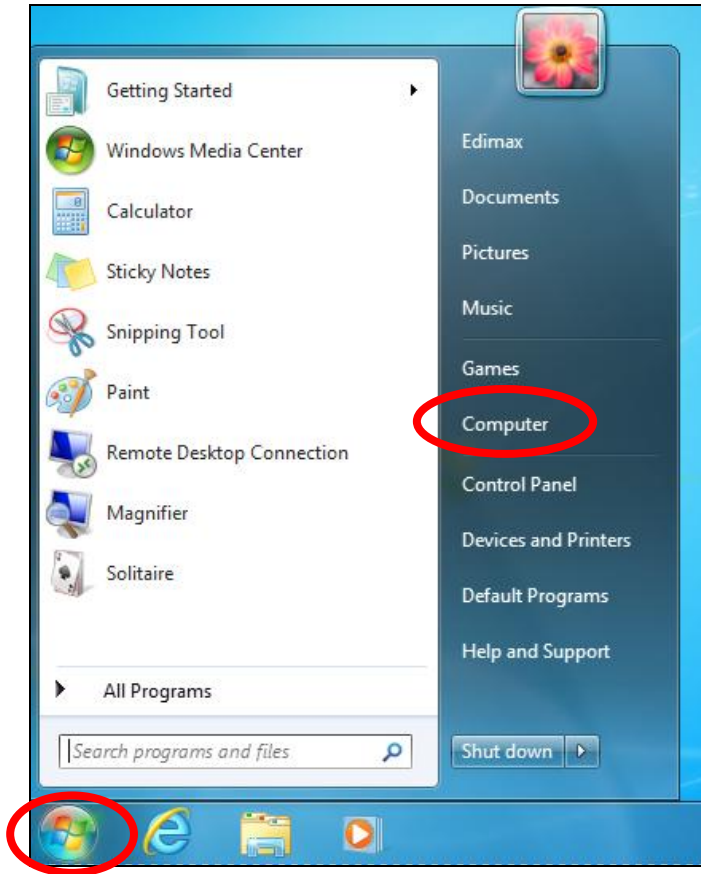 Getting Started
Windows Media Center
Calculator
Sticky Notes
Snipping Tool
Paint
Remote Desktop Connection
Magnifier
Solitaire
All Programs
Search programs and files
Edimax
Documents
Pictures
Music
Games
Computer
Control Panel
Devices and Printers
Default Programs
Help and Support
Shut down